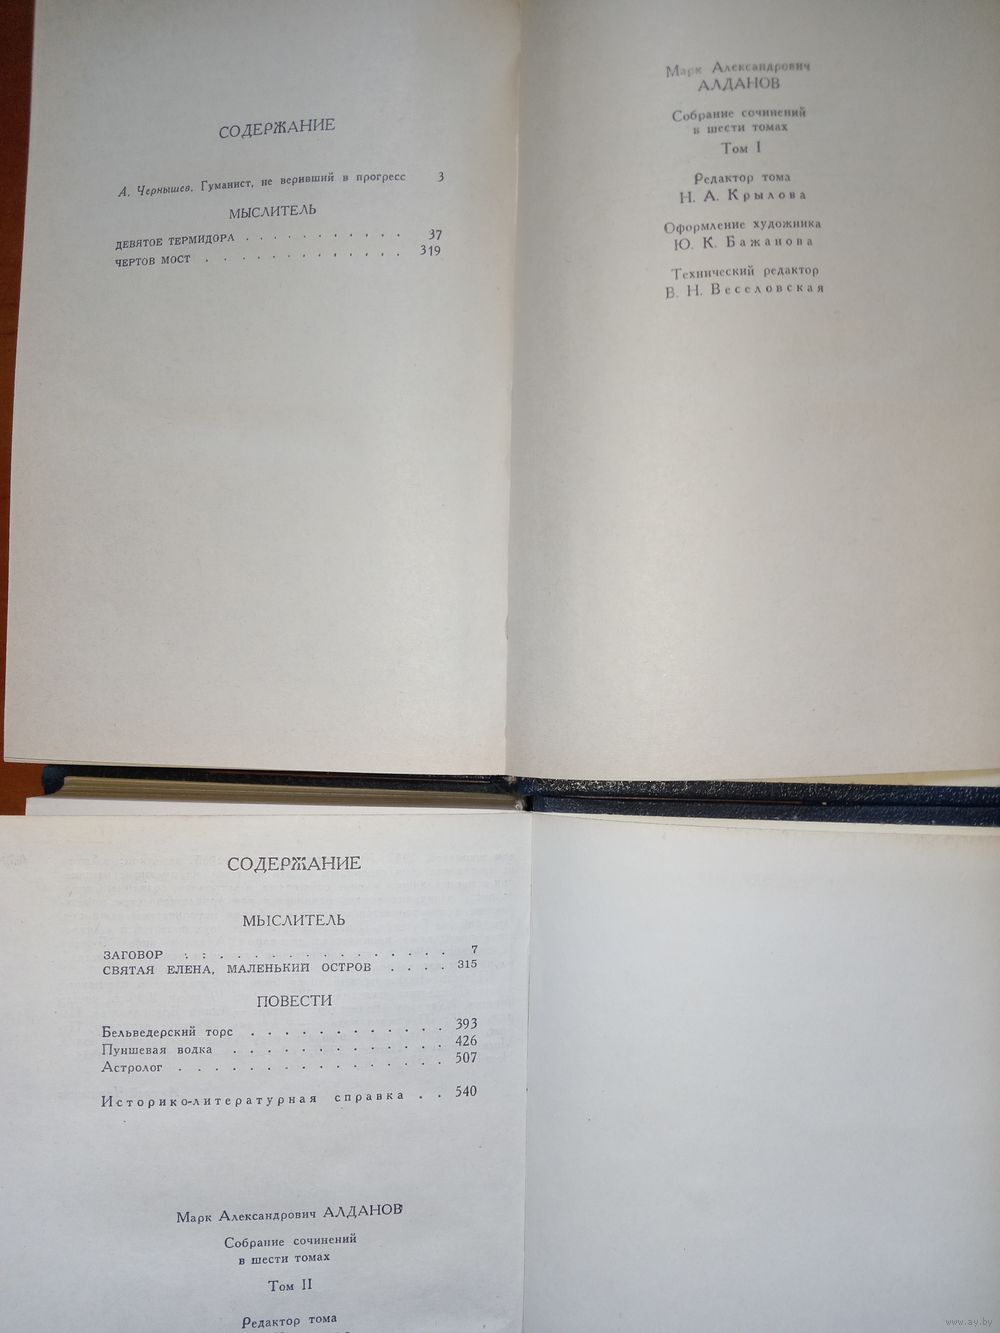 СОДЕРЖАНИЕ
А. Чернышев. Гуманист, не веривший в прогресс 3
МЫСЛИТЕЛЬ
ДЕВЯТОЕ ТЕРМИДОРА . . . . . . . . . . . 37
ЧЕРТОВ МОСТ . . . . . . . . . . . . . 319
Марк Александрович
АЛДАНОВ
Собрание сочинений
в шести томах
Том I
Редактор тома
Н. А. Крылова
Оформление художника
Ю. К. Бажанова
Технический редактор
В. Н. Веселовская
СОДЕРЖАНИЕ
МЫСЛИТЕЛЬ
ЗАГОВОР . : . . . . . . . . . . . . . . 7
СВЯТАЯ ЕЛЕНА, МАЛЕНЬКИЙ ОСТРОВ . . . . 315
ПОВЕСТИ
Бельведерский торс . . . . . . . . . . . . 393
Пуншевая водка . . . . . . . . . . . . . 426
Астролог . . . . . . . . . . . . . . . . 507
Историко-литературная справка . . 540
Марк Александрович АЛДАНОВ
Собрание сочинений
в шести томах
Том II
Редактор тома
www.ay.by